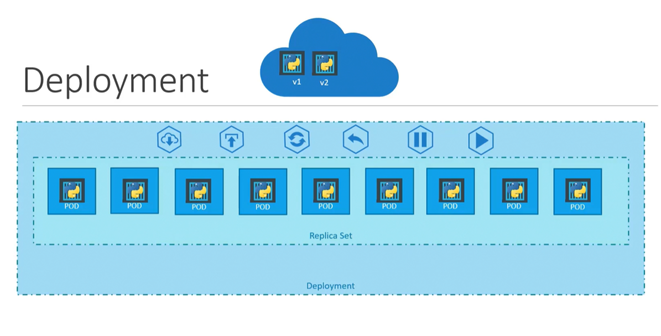 Deployment
v1 v2
POD POD POD POD POD POD POD POD POD
Replica Set
Deployment